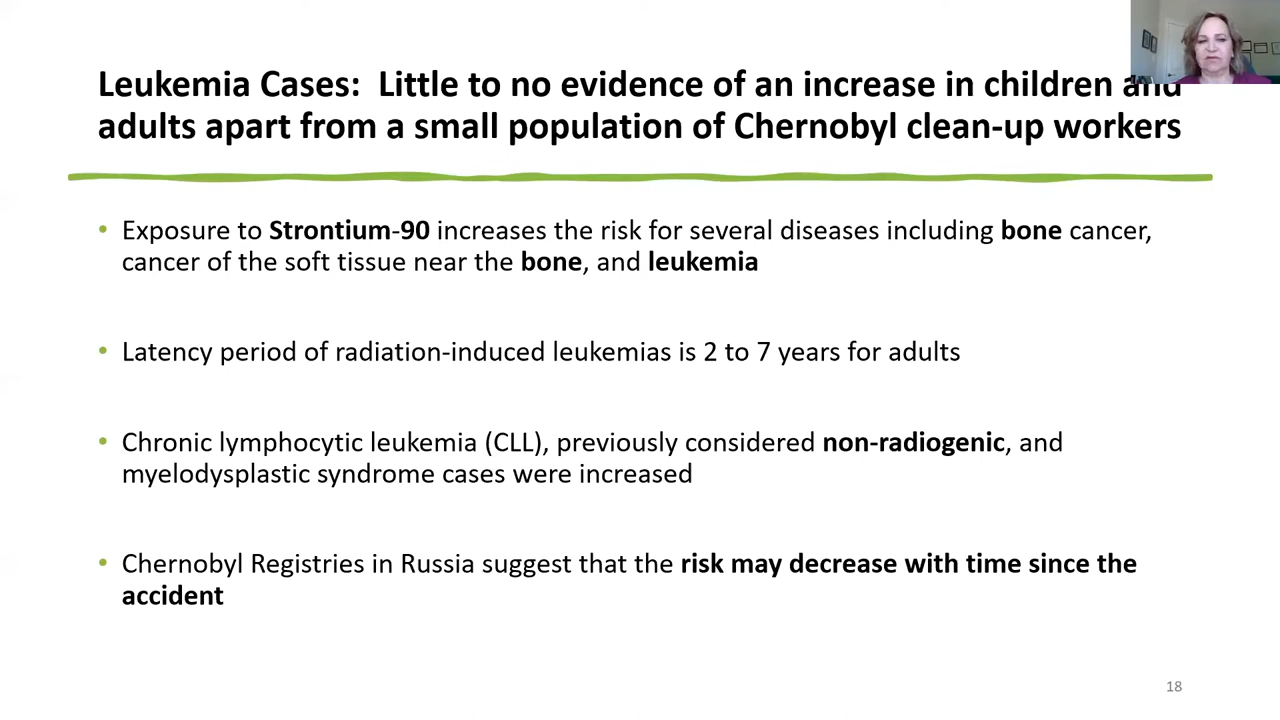 Leukemia Cases:  Little to no evidence of an increase in children and
adults apart from a small population of Chernobyl clean-up workers
• Exposure to Strontium-90 increases the risk for several diseases including bone cancer,
cancer of the soft tissue near the bone, and leukemia
• Latency period of radiation-induced leukemias is 2 to 7 years for adults
• Chronic lymphocytic leukemia (CLL), previously considered non-radiogenic, and
myelodysplastic syndrome cases were increased
• Chernobyl Registries in Russia suggest that the risk may decrease with time since the
accident
18